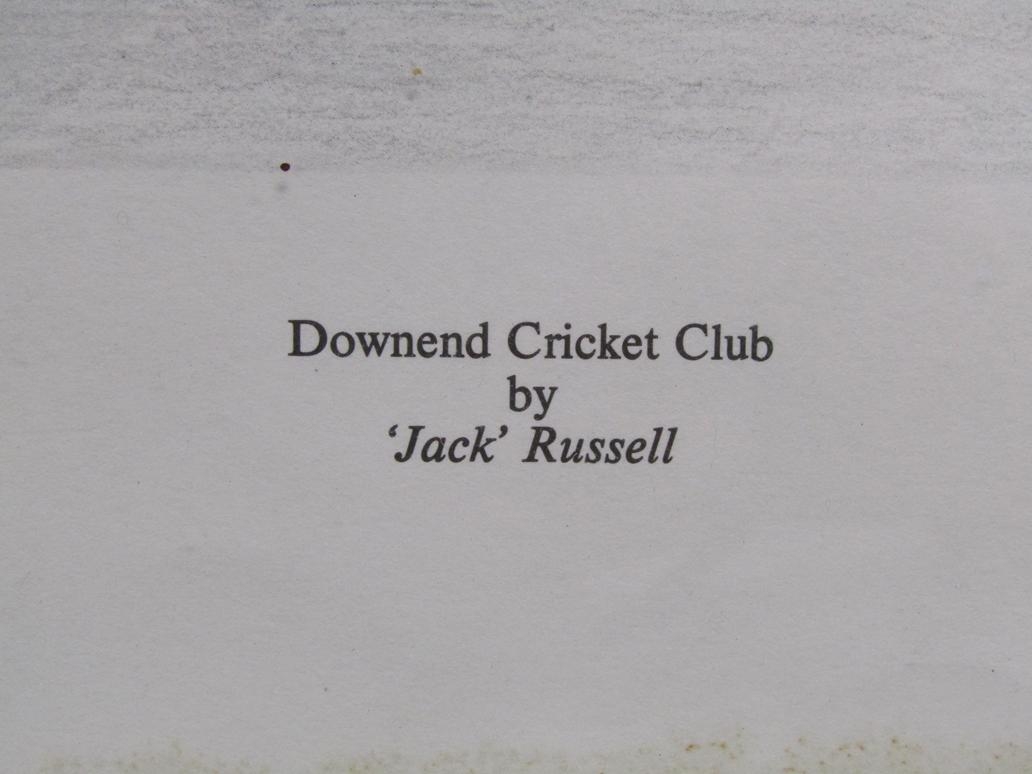 Downend Cricket Club
by
‘Jack’ Russell